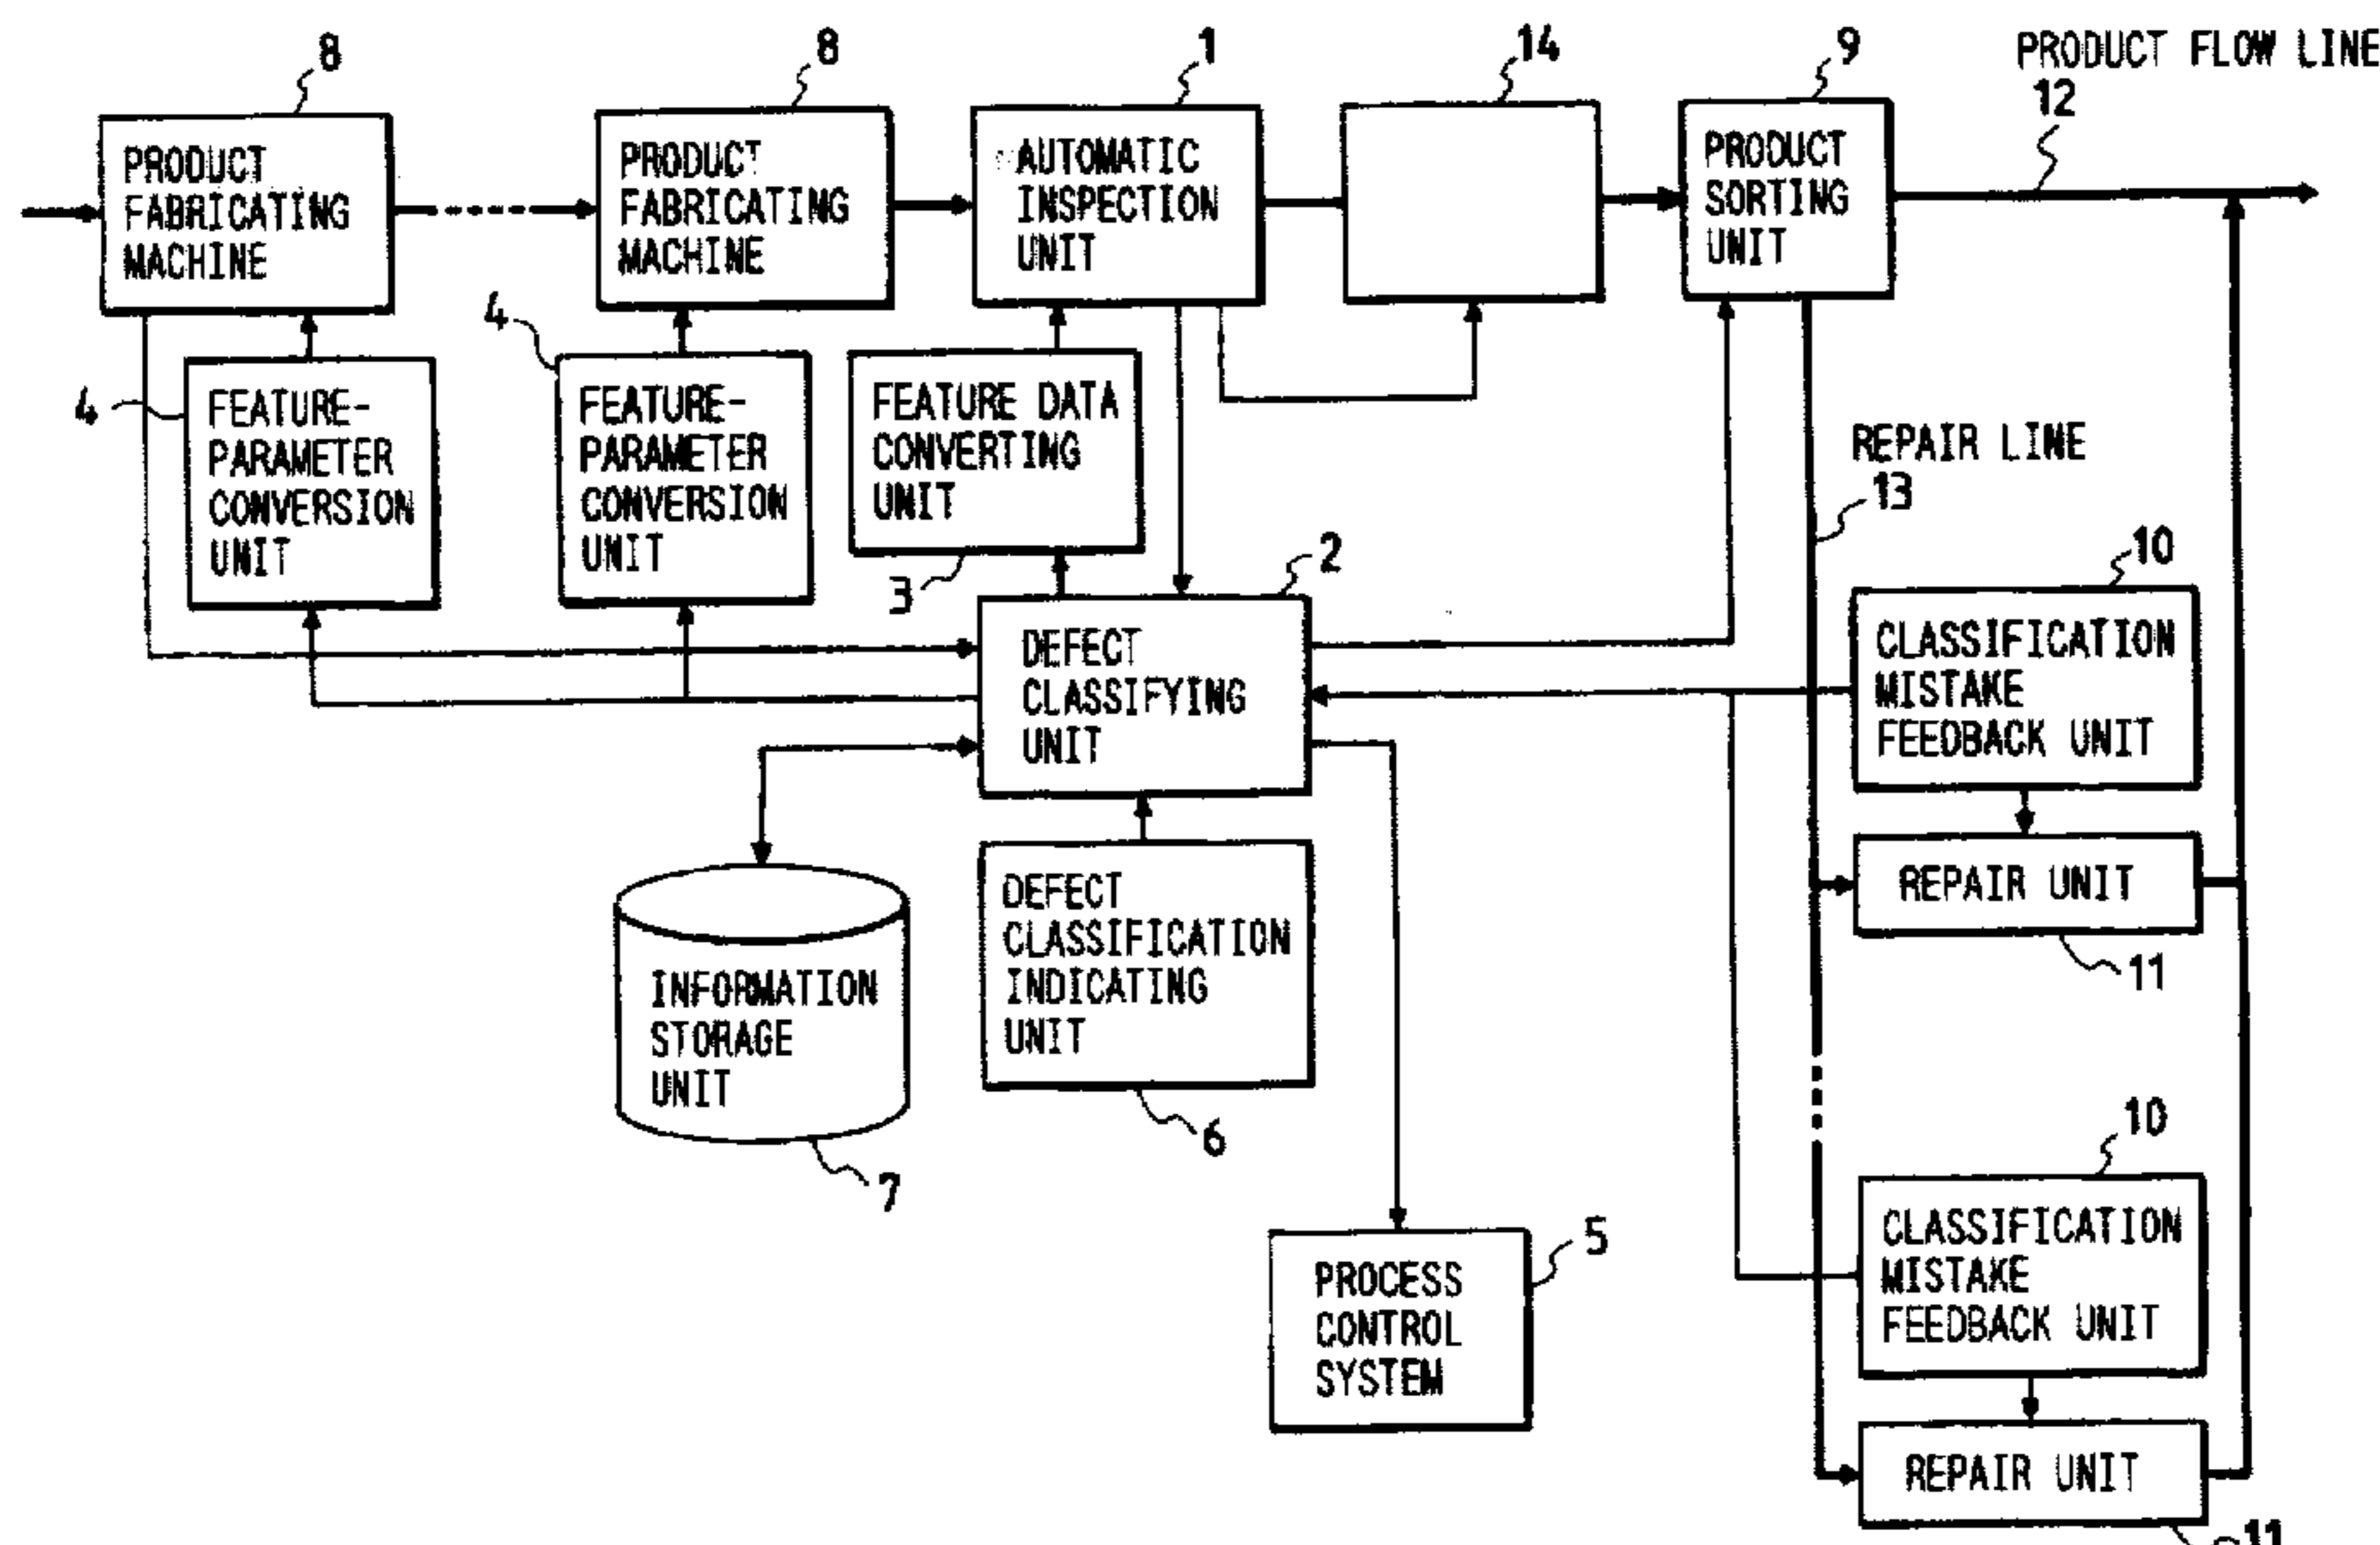 8
8
1
14
9
PRODUCT FLOW LINE
12
PRODUCT
FABRICATING
MACHINE
PRODUCT
FABRICATING
MACHINE
AUTOMATIC
INSPECTION
UNIT
PRODUCT
SORTING
UNIT
4
FEATURE-
PARAMETER
CONVERSION
UNIT
4
FEATURE-
PARAMETER
CONVERSION
UNIT
FEATURE DATA
CONVERTING
UNIT
3
REPAIR LINE
13
2
DEFECT
CLASSIFYING
UNIT
10
CLASSIFICATION
MISTAKE
FEEDBACK UNIT
REPAIR UNIT
11
INFORMATION
STORAGE
UNIT
7
DEFECT
CLASSIFICATION
INDICATING
UNIT
6
PROCESS
CONTROL
SYSTEM
5
10
CLASSIFICATION
MISTAKE
FEEDBACK UNIT
REPAIR UNIT
11